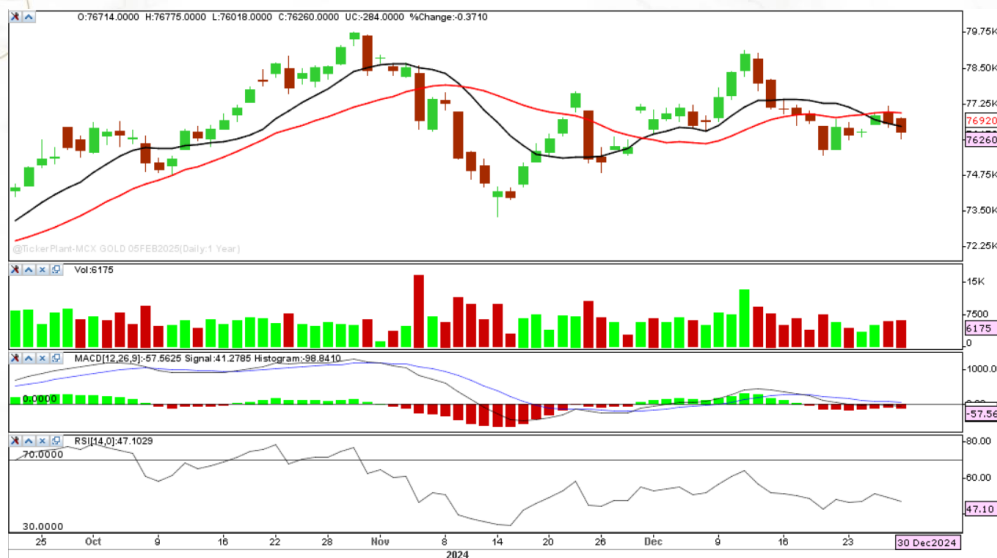 O:76714.0000 H:76775.0000 L:76018.0000 C:76260.0000 UC:-284.0000 %Change:-0.3710
79.75K
78.50K
77.25K
76920
76260
74.75K
73.50K
72.25K
@TickerPlant-MCX GOLD 05FEB2025(Daily:1 Year)
Vol:6175
15K
7500
6175
0
MACD[12,26,9]:-57.5625 Signal:41.2785 Histogram:-98.8410
1000.0
0.0000
-57.56
RSI[14,0]:47.1029
80.00
70.0000
60.00
47.10
30.0000
25 Oct 9 16 22 28 Nov 8 14 20 26 Dec 9 16 23 30 Dec2024
2024